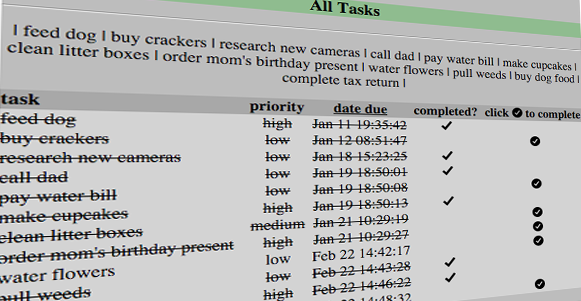 All Tasks
| feed dog | buy crackers | research new cameras | call dad | pay water bill | make cupcakes |
clean litter boxes | order mom's birthday present | water flowers | pull weeds | buy dog food |
complete tax return |
task priority date due completed? click ✔ to complete
feed dog high Jan 11 19:35:42 ✔
buy crackers low Jan 12 08:51:47
research new cameras low Jan 18 15:23:25 ✔
call dad low Jan 19 18:50:01 ✔
pay water bill low Jan 19 18:50:08
make cupcakes high Jan 19 18:50:13 ✔
clean litter boxes medium Jan 21 10:29:19
order mom's birthday present high Jan 21 10:29:27
water flowers low Feb 22 14:42:17
pull weeds low Feb 22 14:43:28 ✔
high Feb 22 14:46:22 ✔
22 14:48:32